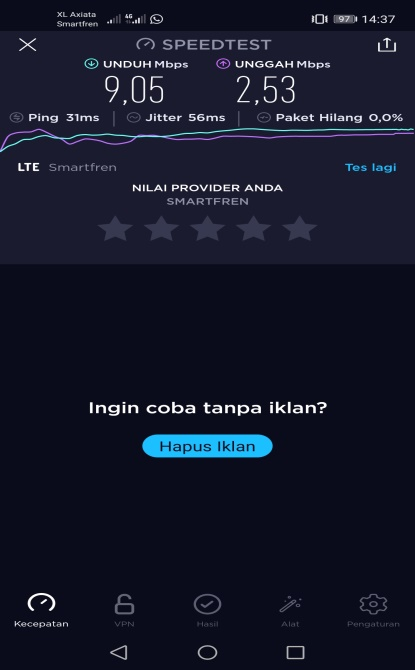 XL Axiata
Smartfren
4G
97
14:37
SPEEDTEST
UNDUH Mbps
UNGGAH Mbps
9,05
2,53
Ping 31ms
Jitter 56ms
Paket Hilang 0,0%
LTE Smartfren
Tes lagi
NILAI PROVIDER ANDA
SMARTFREN
Ingin coba tanpa iklan?
Hapus Iklan
Kecepatan
VPN
Hasil
Alat
Pengaturan